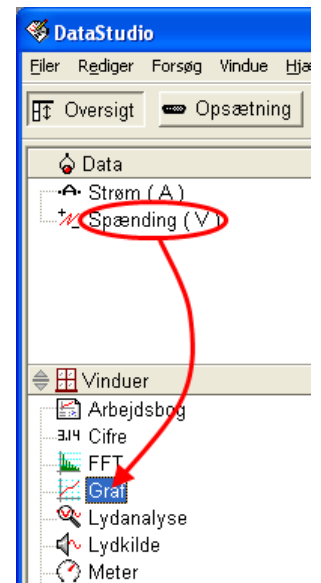 DataStudio
Filer Rediger Forsøg Vindue Hjæ
Oversigt Opsætning
Data
Strøm ( A )
Spænding ( V )
Vinduer
Arbejdsbog
3.14 Cifre
FFT
Graf
Lydanalyse
Lydkilde
Meter